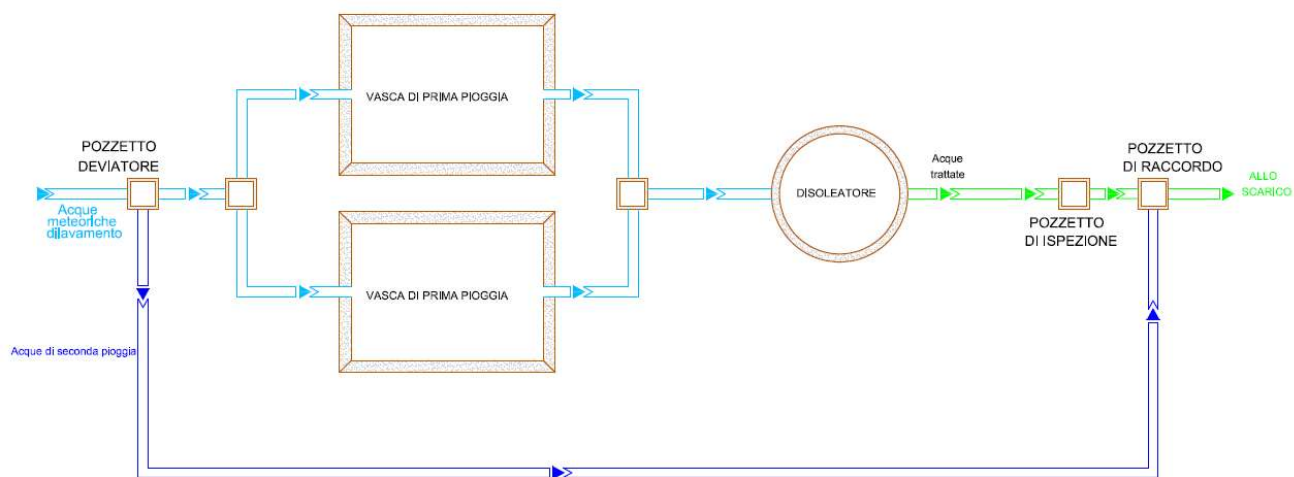 VASCA DI PRIMA PIOGGIA
POZZETTO
DEVIATORE
Acque
meteoriche
dilavamento
DISOLEATORE
Acque
trattate
POZZETTO
DI RACCORDO
ALLO
SCARICO
POZZETTO
DI ISPEZIONE
VASCA DI PRIMA PIOGGIA
Acque di seconda pioggia